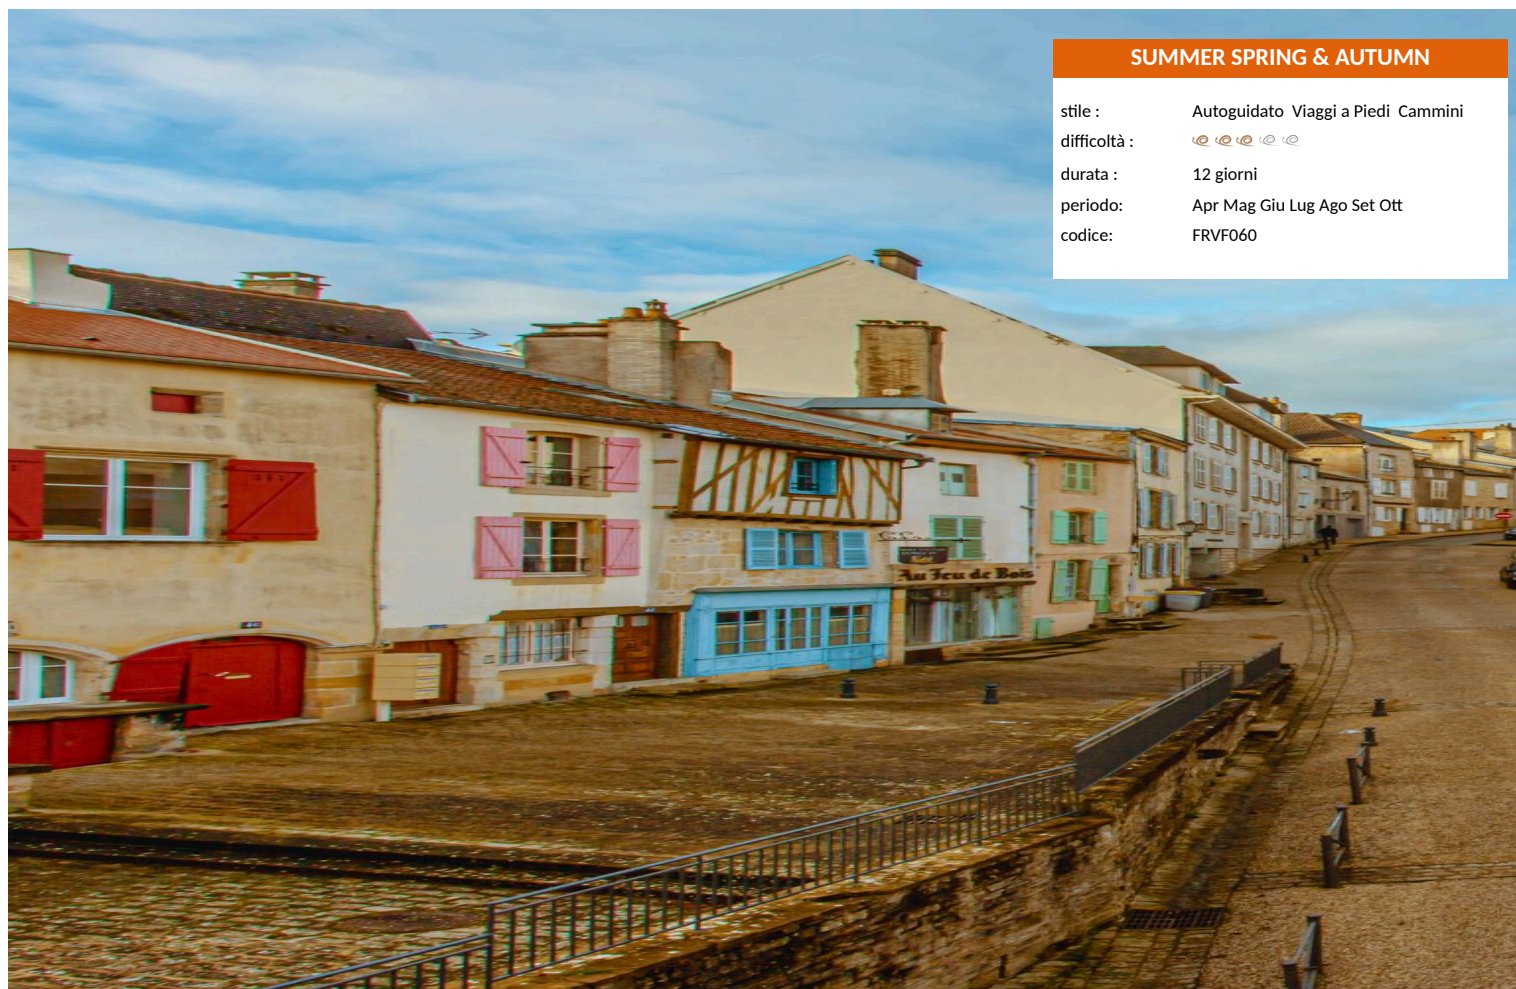 SUMMER SPRING & AUTUMN
stile : Autoguidato Viaggi a Piedi Cammini
difficoltà :
durata : 12 giorni
periodo: Apr Mag Giu Lug Ago Set Ott
codice: FRVF060
Au Feu de Bois